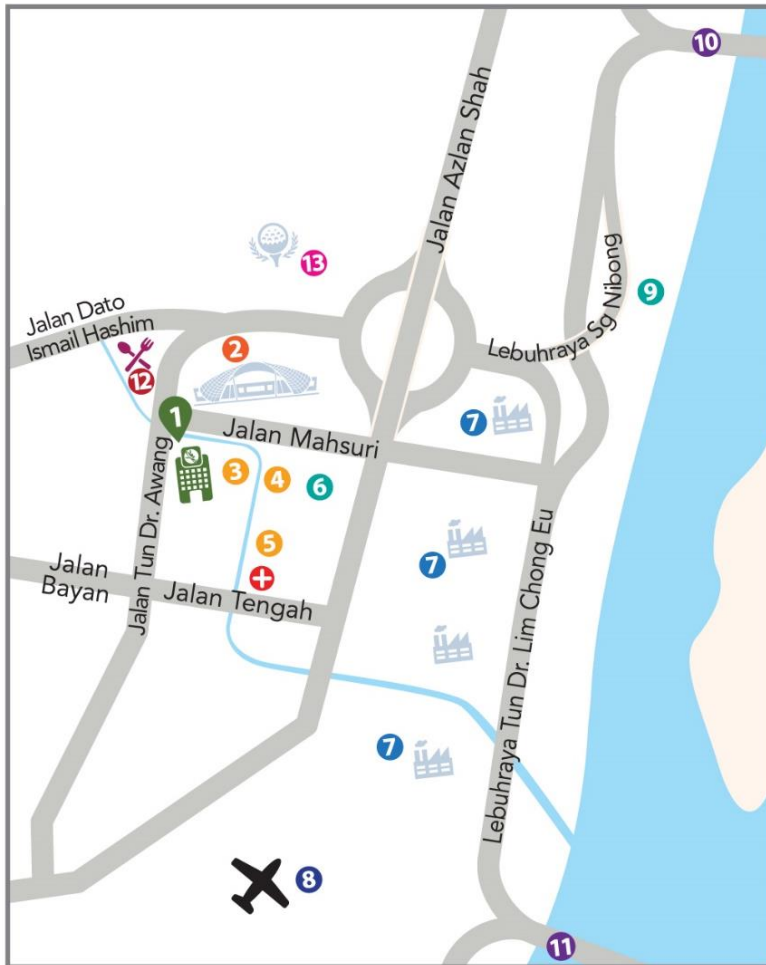 10
Jalan Azlan Shah
13
Lebuhraya Sg Nibong
9
Jalan Dato
Ismail Hashim
2
12
1
7
Jalan Mahsuri
3
4
6
Jalan Tun Dr. Awang
5
7
Jalan
Bayan
Jalan Tengah
Lebuhraya Tun Dr. Lim Chong Eu
7
8
11